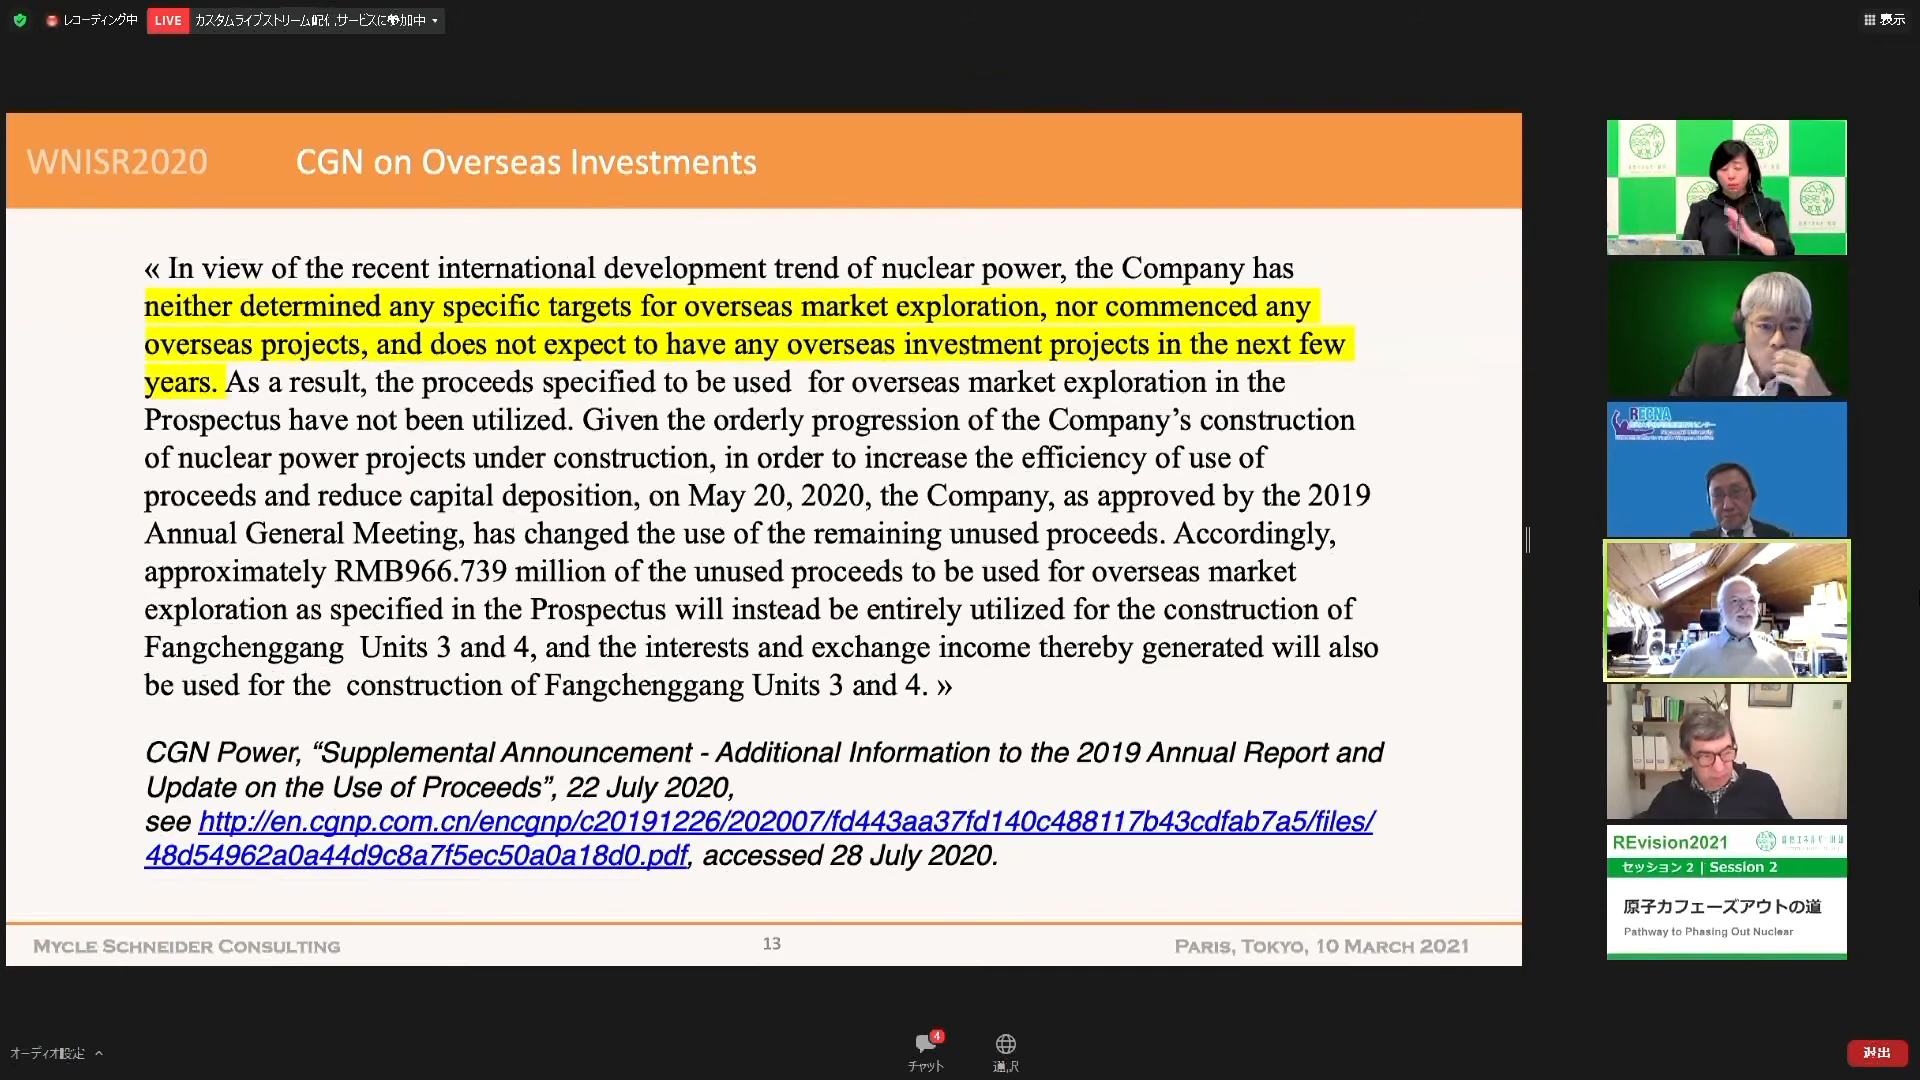 レコーディング中
LIVE カスタムライブストリーム配信サービスに参加中
表示
WNISR2020 CGN on Overseas Investments
« In view of the recent international development trend of nuclear power, the Company has
neither determined any specific targets for overseas market exploration, nor commenced any
overseas projects, and does not expect to have any overseas investment projects in the next few
years. As a result, the proceeds specified to be used for overseas market exploration in the
Prospectus have not been utilized. Given the orderly progression of the Company’s construction
of nuclear power projects under construction, in order to increase the efficiency of use of
proceeds and reduce capital deposition, on May 20, 2020, the Company, as approved by the 2019
Annual General Meeting, has changed the use of the remaining unused proceeds. Accordingly,
approximately RMB966.739 million of the unused proceeds to be used for overseas market
exploration as specified in the Prospectus will instead be entirely utilized for the construction of
Fangchenggang Units 3 and 4, and the interests and exchange income thereby generated will also
be used for the construction of Fangchenggang Units 3 and 4. »
CGN Power, “Supplemental Announcement - Additional Information to the 2019 Annual Report and
Update on the Use of Proceeds”, 22 July 2020,
see http://en.cgnp.com.cn/encgnp/c20191226/202007/fd443aa37fd140c488117b43cdfab7a5/files/
48d54962a0a44d9c8a7f5ec50a0a18d0.pdf, accessed 28 July 2020.
Mycle Schneider Consulting
13
Paris, Tokyo, 10 March 2021
RECNA
REvision2021
セッション 2 | Session 2
原子力フェーズアウトの道
Pathway to Phasing Out Nuclear
オーディオ設定
4
チャット
通訳
退出